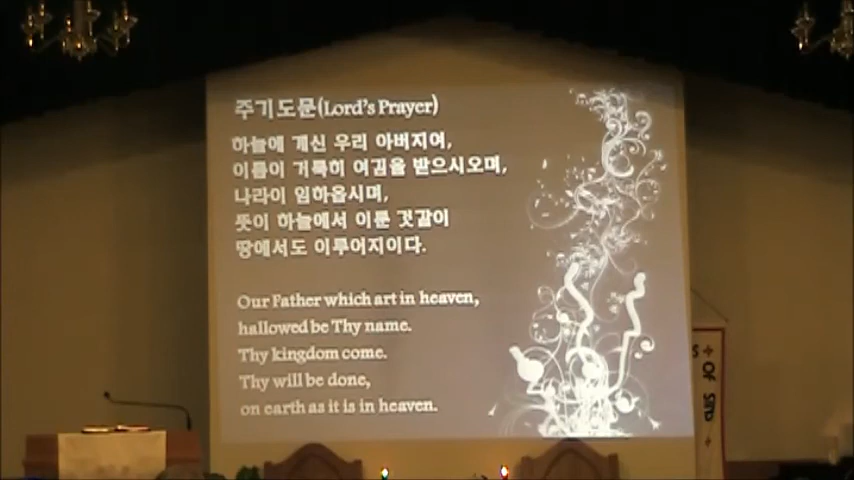 주기도문(Lord's Prayer)
하늘에 계신 우리 아버지여,
이름이 거룩히 여김을 받으시오며,
나라이 임하옵시며,
뜻이 하늘에서 이룬 것같이
땅에서도 이루어지이다.
Our Father which art in heaven,
hallowed be Thy name.
Thy kingdom come.
Thy will be done,
on earth as it is in heaven.
OF